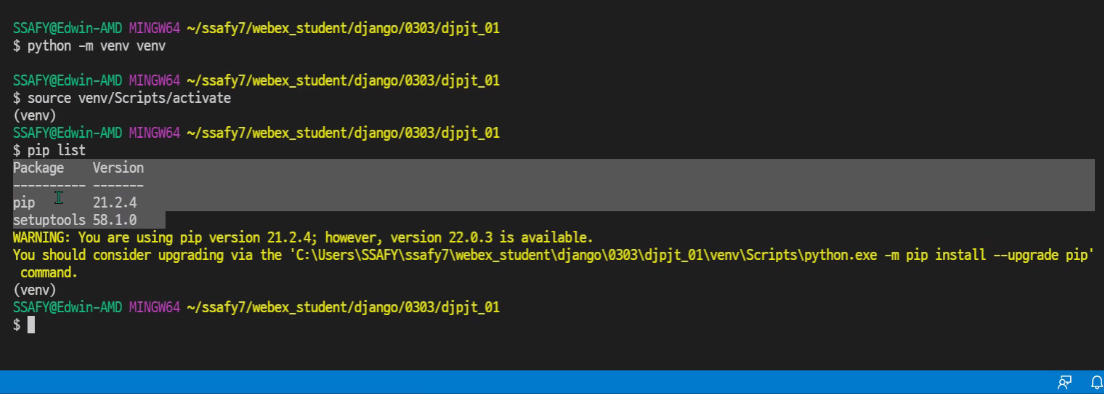 SSAFY@Edwin-AMD MINGW64 ~/ssafy7/webex_student/django/0303/djpjt_01
$ python -m venv venv
SSAFY@Edwin-AMD MINGW64 ~/ssafy7/webex_student/django/0303/djpjt_01
$ source venv/Scripts/activate
(venv)
SSAFY@Edwin-AMD MINGW64 ~/ssafy7/webex_student/django/0303/djpjt_01
$ pip list
Package    Version
---------- -------
pip        21.2.4
setuptools 58.1.0
WARNING: You are using pip version 21.2.4; however, version 22.0.3 is available.
You should consider upgrading via the 'C:\Users\SSAFY\ssafy7\webex_student\django\0303\djpjt_01\venv\Scripts\python.exe -m pip install --upgrade pip'
 command.
(venv)
SSAFY@Edwin-AMD MINGW64 ~/ssafy7/webex_student/django/0303/djpjt_01
$